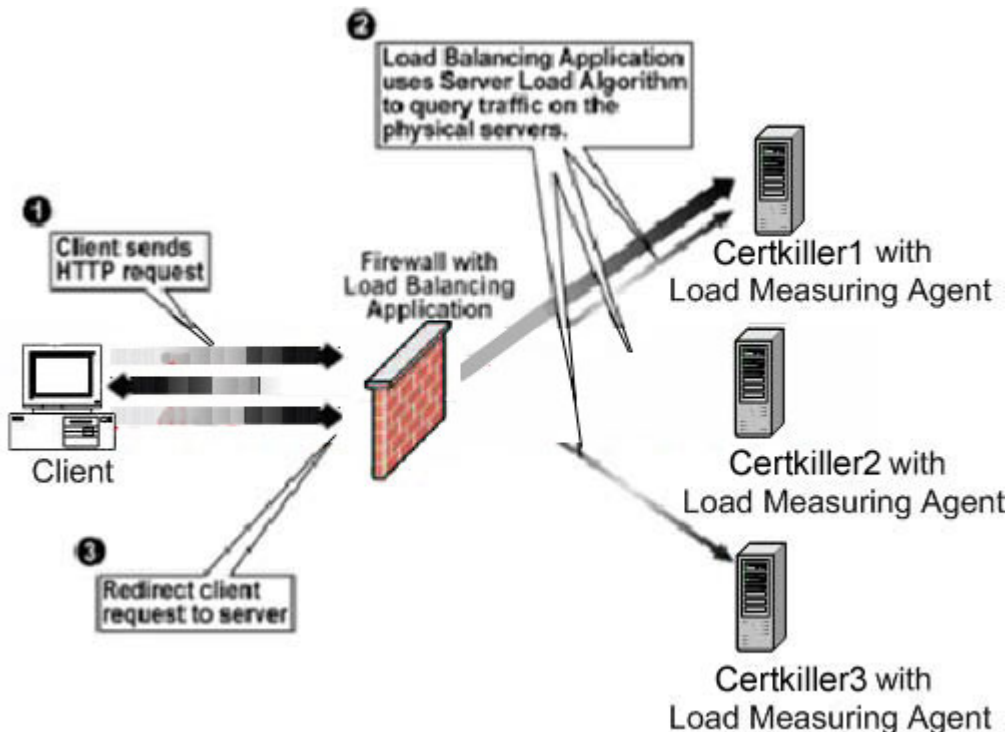 2
Load Balancing Application
uses Server Load Algorithm
to query traffic on the
physical servers.
1
Client sends
HTTP request
Firewall with
Load Balancing
Application
Certkiller1 with
Load Measuring Agent
Client
Certkiller2 with
Load Measuring Agent
3
Redirect client
request to server
Certkiller3 with
Load Measuring Agent